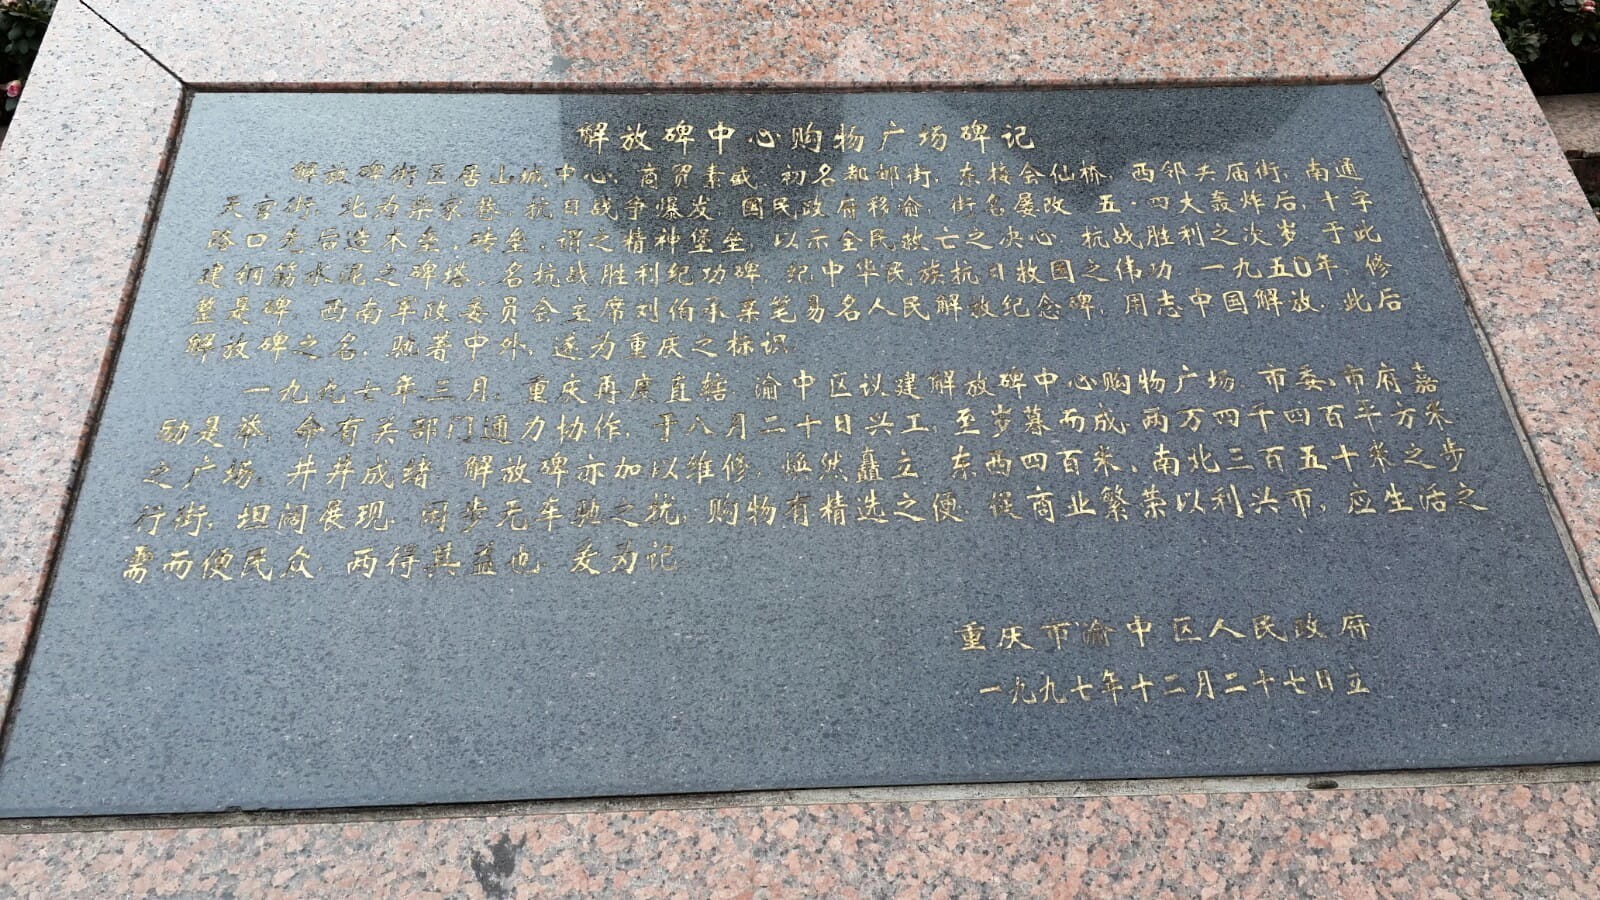 解放碑中心购物广场碑记
解放碑街区居山城中心，商贸素盛。初名都邮街，东接会仙桥，西邻关庙街，南通
天官街，北为柴家巷。抗日战争爆发，国民政府移渝，街名屡改。五·四大轰炸后，十字
路口先后造木垒、砖垒，谓之精神堡垒，以示全民救亡之决心。抗战胜利之次岁，于此
建钢筋水泥之碑塔，名抗战胜利纪功碑，纪中华民族抗日救国之伟功。一九五0年，修
整是碑，西南军政委员会主席刘伯承亲笔易名人民解放纪念碑，用志中国解放，此后
解放碑之名，驰著中外，遂为重庆之标识。
一九九七年三月，重庆再度直辖，渝中区议建解放碑中心购物广场，市委、市府嘉
励是举，命有关部门通力协作，于八月二十日兴工，至岁暮而成。两万四千四百平方米
之广场，井井成绪，解放碑亦加以维修，焕然矗立，东西四百米、南北三百五十米之步
行街，坦阔展现。闲步无车驰之扰，购物有精选之便。俾商业繁荣以利兴市，应生活之
需而便民众，两得其益也。爰为记。
重庆市渝中区人民政府
一九九七年十二月二十七日立